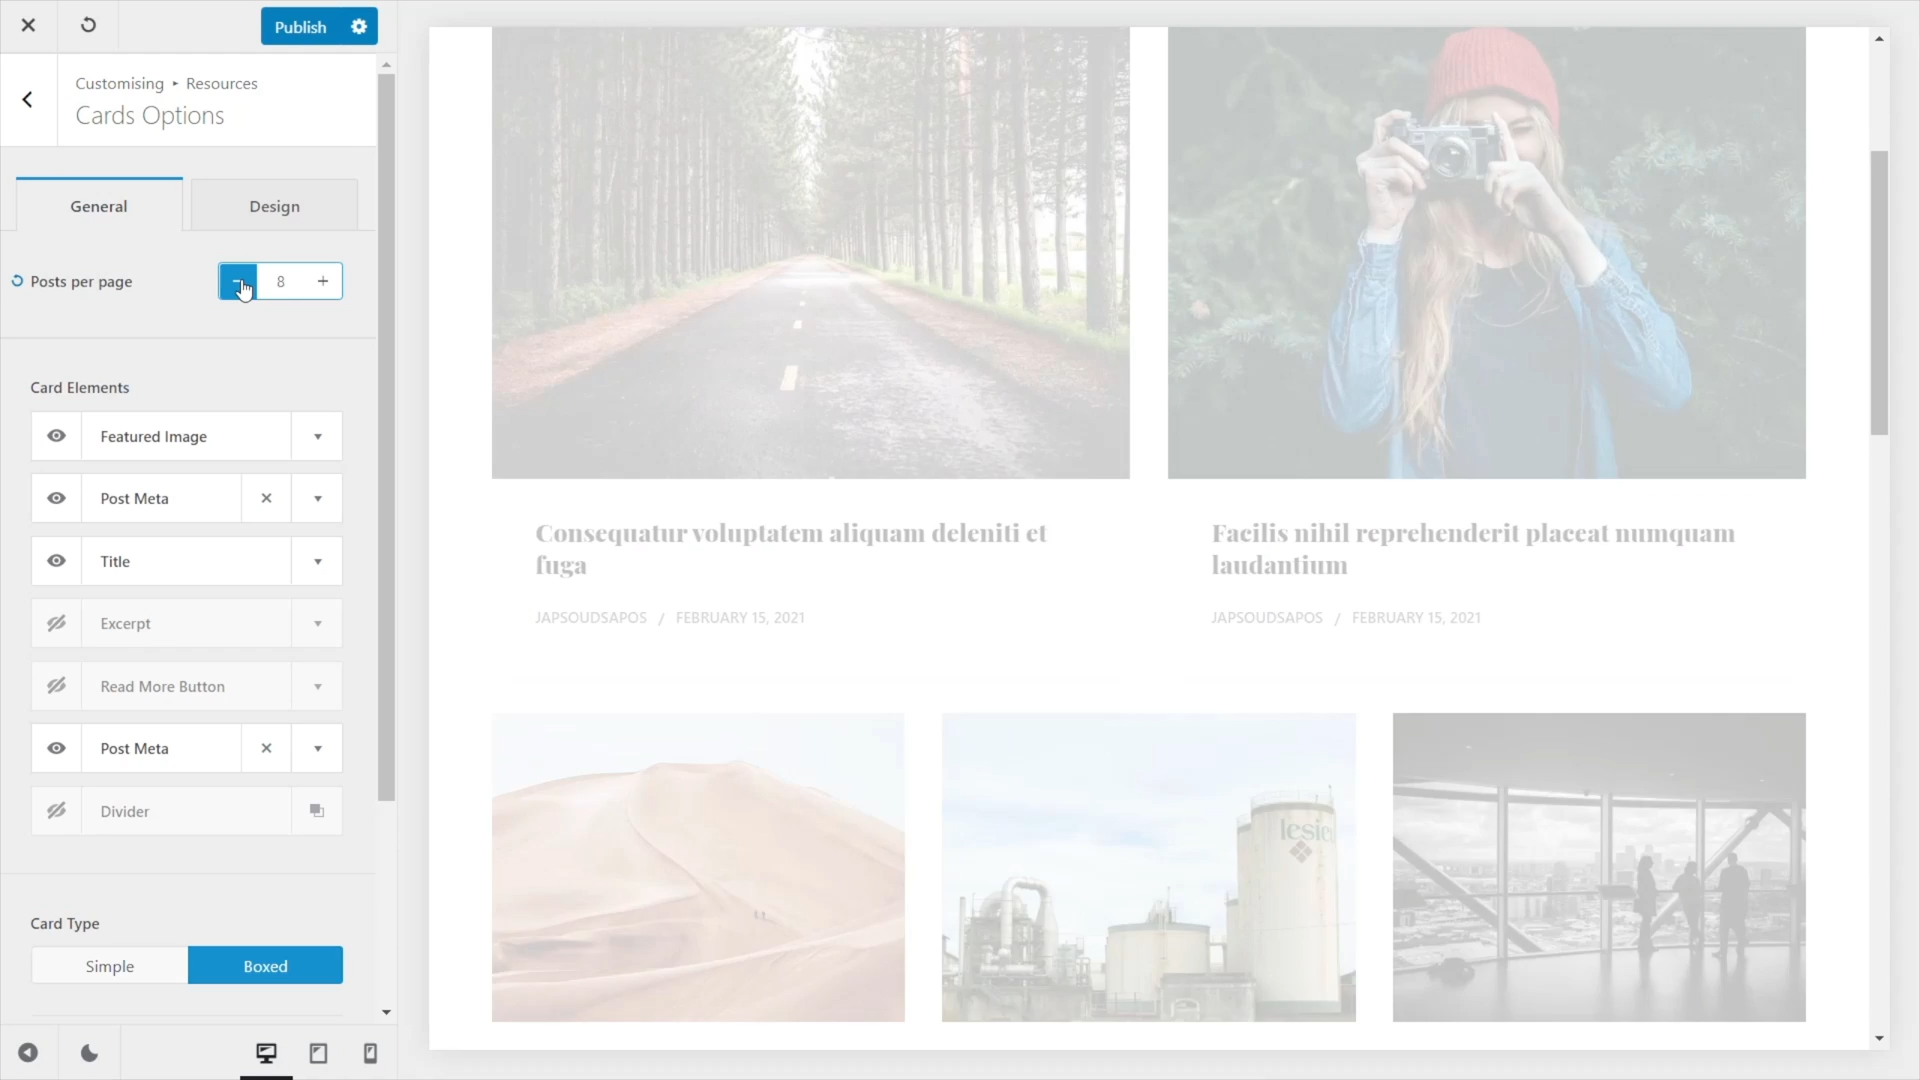 Publish
Customising ▸ Resources
Cards Options
General
Design
Posts per page
8
Card Elements
Featured Image
Post Meta
Title
Excerpt
Read More Button
Post Meta
Divider
Card Type
Simple
Boxed
Consequatur voluptatem aliquam deleniti et
fuga
JAPSOUDSAPOS / FEBRUARY 15, 2021
Facilis nihil reprehenderit placeat numquam
laudantium
JAPSOUDSAPOS / FEBRUARY 15, 2021